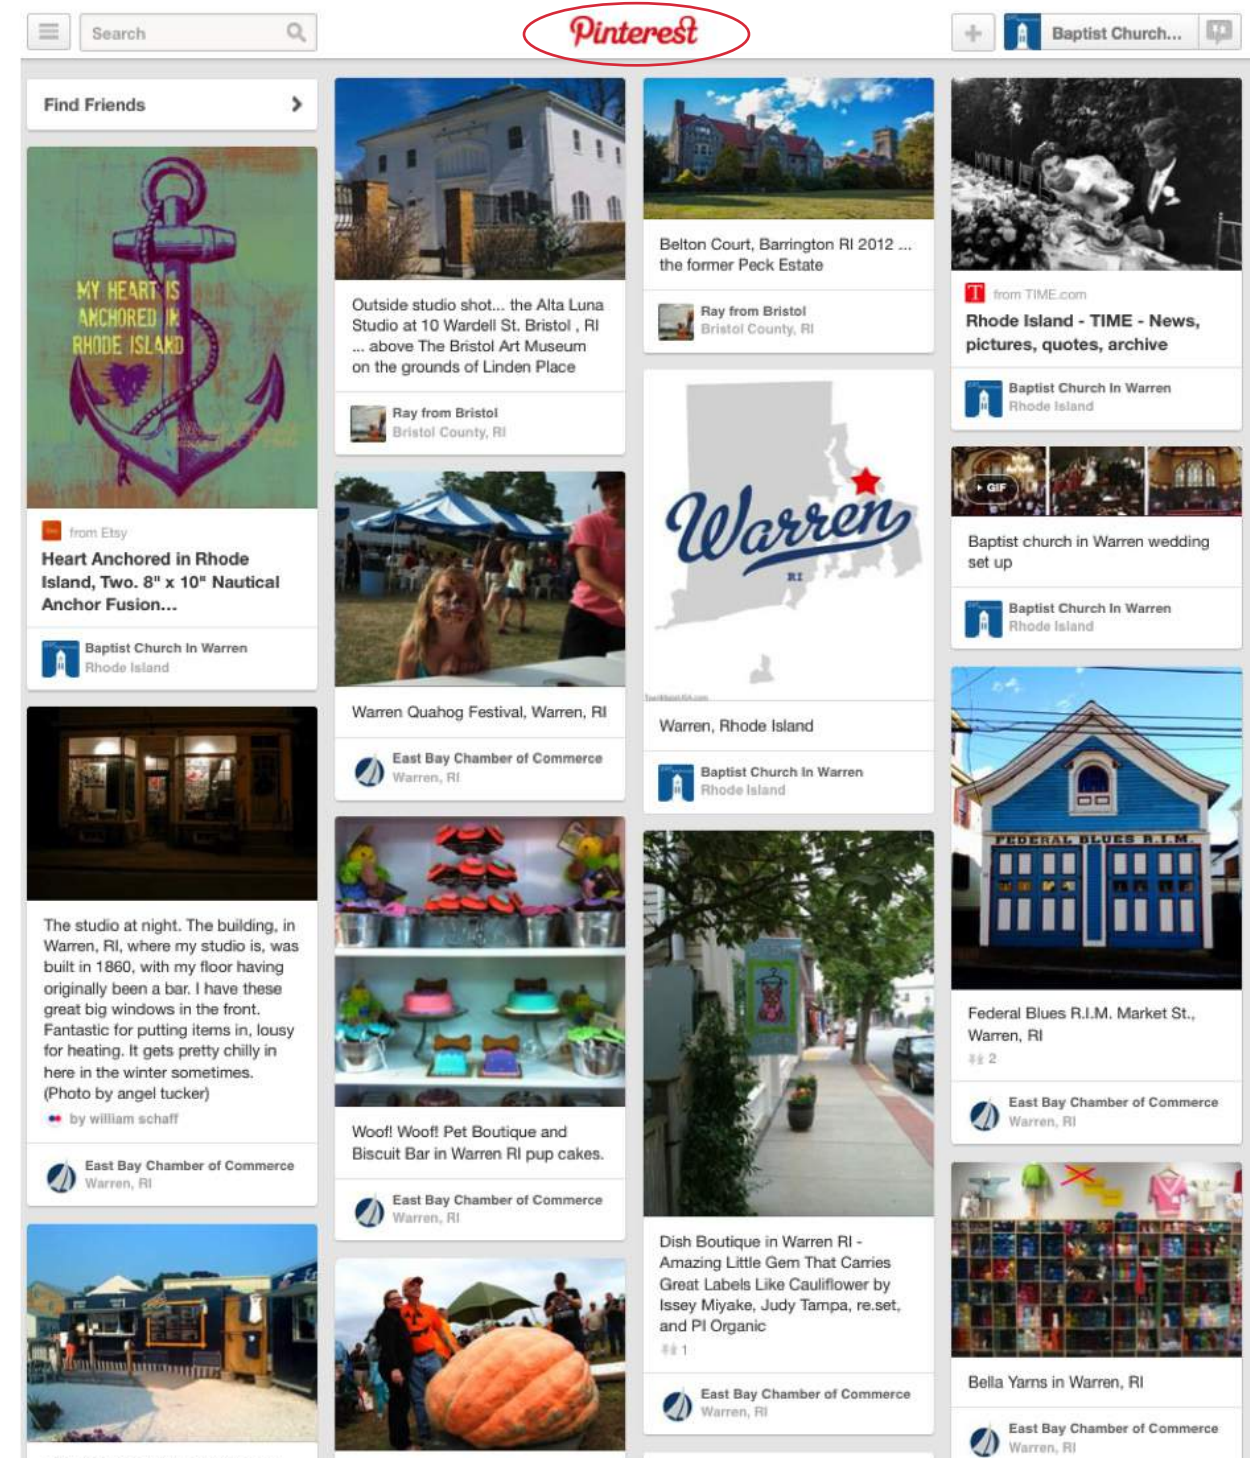 Search
Pinterest
Baptist Church...
Find Friends
MY HEART IS
ANCHORED IN
RHODE ISLAND
from Etsy
Heart Anchored in Rhode
Island, Two. 8" x 10" Nautical
Anchor Fusion...
Baptist Church In Warren
Rhode Island
The studio at night. The building, in
Warren, RI, where my studio is, was
built in 1860, with my floor having
originally been a bar. I have these
great big windows in the front.
Fantastic for putting items in, lousy
for heating. It gets pretty chilly in
here in the winter sometimes.
(Photo by angel tucker)
by william schaff
East Bay Chamber of Commerce
Warren, RI
Outside studio shot... the Alta Luna
Studio at 10 Wardell St. Bristol , RI
... above The Bristol Art Museum
on the grounds of Linden Place
Ray from Bristol
Bristol County, RI
Warren Quahog Festival, Warren, RI
East Bay Chamber of Commerce
Warren, RI
Woof! Woof! Pet Boutique and
Biscuit Bar in Warren RI pup cakes.
East Bay Chamber of Commerce
Warren, RI
Belton Court, Barrington RI 2012 ...
the former Peck Estate
Ray from Bristol
Bristol County, RI
Warren
RI
Warren, Rhode Island
Baptist Church In Warren
Rhode Island
Dish Boutique in Warren RI -
Amazing Little Gem That Carries
Great Labels Like Cauliflower by
Issey Miyake, Judy Tampa, re.set,
and PI Organic
1
East Bay Chamber of Commerce
Warren, RI
T from TIME.com
Rhode Island - TIME - News,
pictures, quotes, archive
Baptist Church In Warren
Rhode Island
GIF
Baptist church in Warren wedding
set up
Baptist Church In Warren
Rhode Island
FEDERAL BLUES R.I.M.
Federal Blues R.I.M. Market St.,
Warren, RI
2
East Bay Chamber of Commerce
Warren, RI
Bella Yarns in Warren, RI
East Bay Chamber of Commerce
Warren, RI